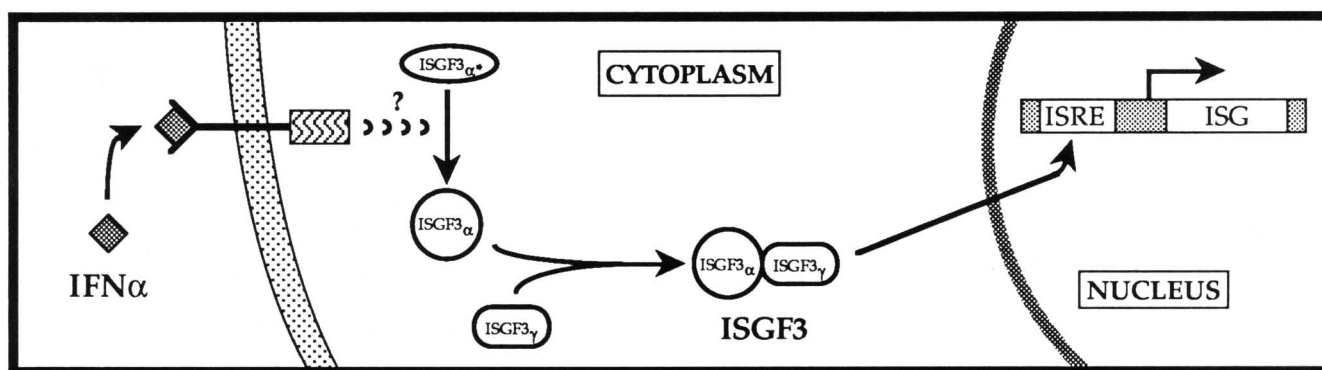 ISGF3α*
CYTOPLASM
?
ISRE
ISG
ISGF3α
IFNα
ISGF3α
ISGF3γ
ISGF3γ
ISGF3
NUCLEUS